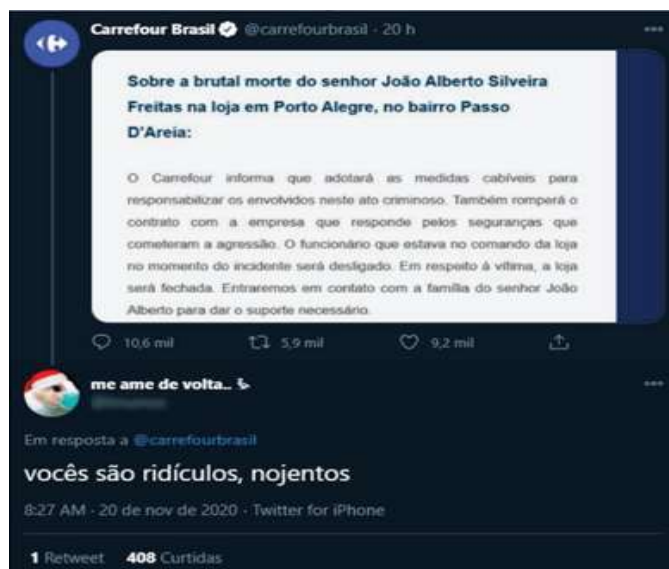 Carrefour Brasil @carrefourbrasil · 20 h
Sobre a brutal morte do senhor João Alberto Silveira
Freitas na loja em Porto Alegre, no bairro Passo
D'Areia:
O Carrefour informa que adotará as medidas cabíveis para
responsabilizar os envolvidos neste ato criminoso. Também romperá o
contrato com a empresa que responde pelos seguranças que
cometeram a agressão. O funcionário que estava no comando da loja
no momento do incidente será desligado. Em respeito à vítima, a loja
será fechada. Entraremos em contato com a família do senhor João
Alberto para dar o suporte necessário.
10,6 mil 5,9 mil 9,2 mil
me ame de volta..
Em resposta a @carrefourbrasil
vocês são ridículos, nojentos
8:27 AM · 20 de nov de 2020 · Twitter for iPhone
1 Retweet 408 Curtidas